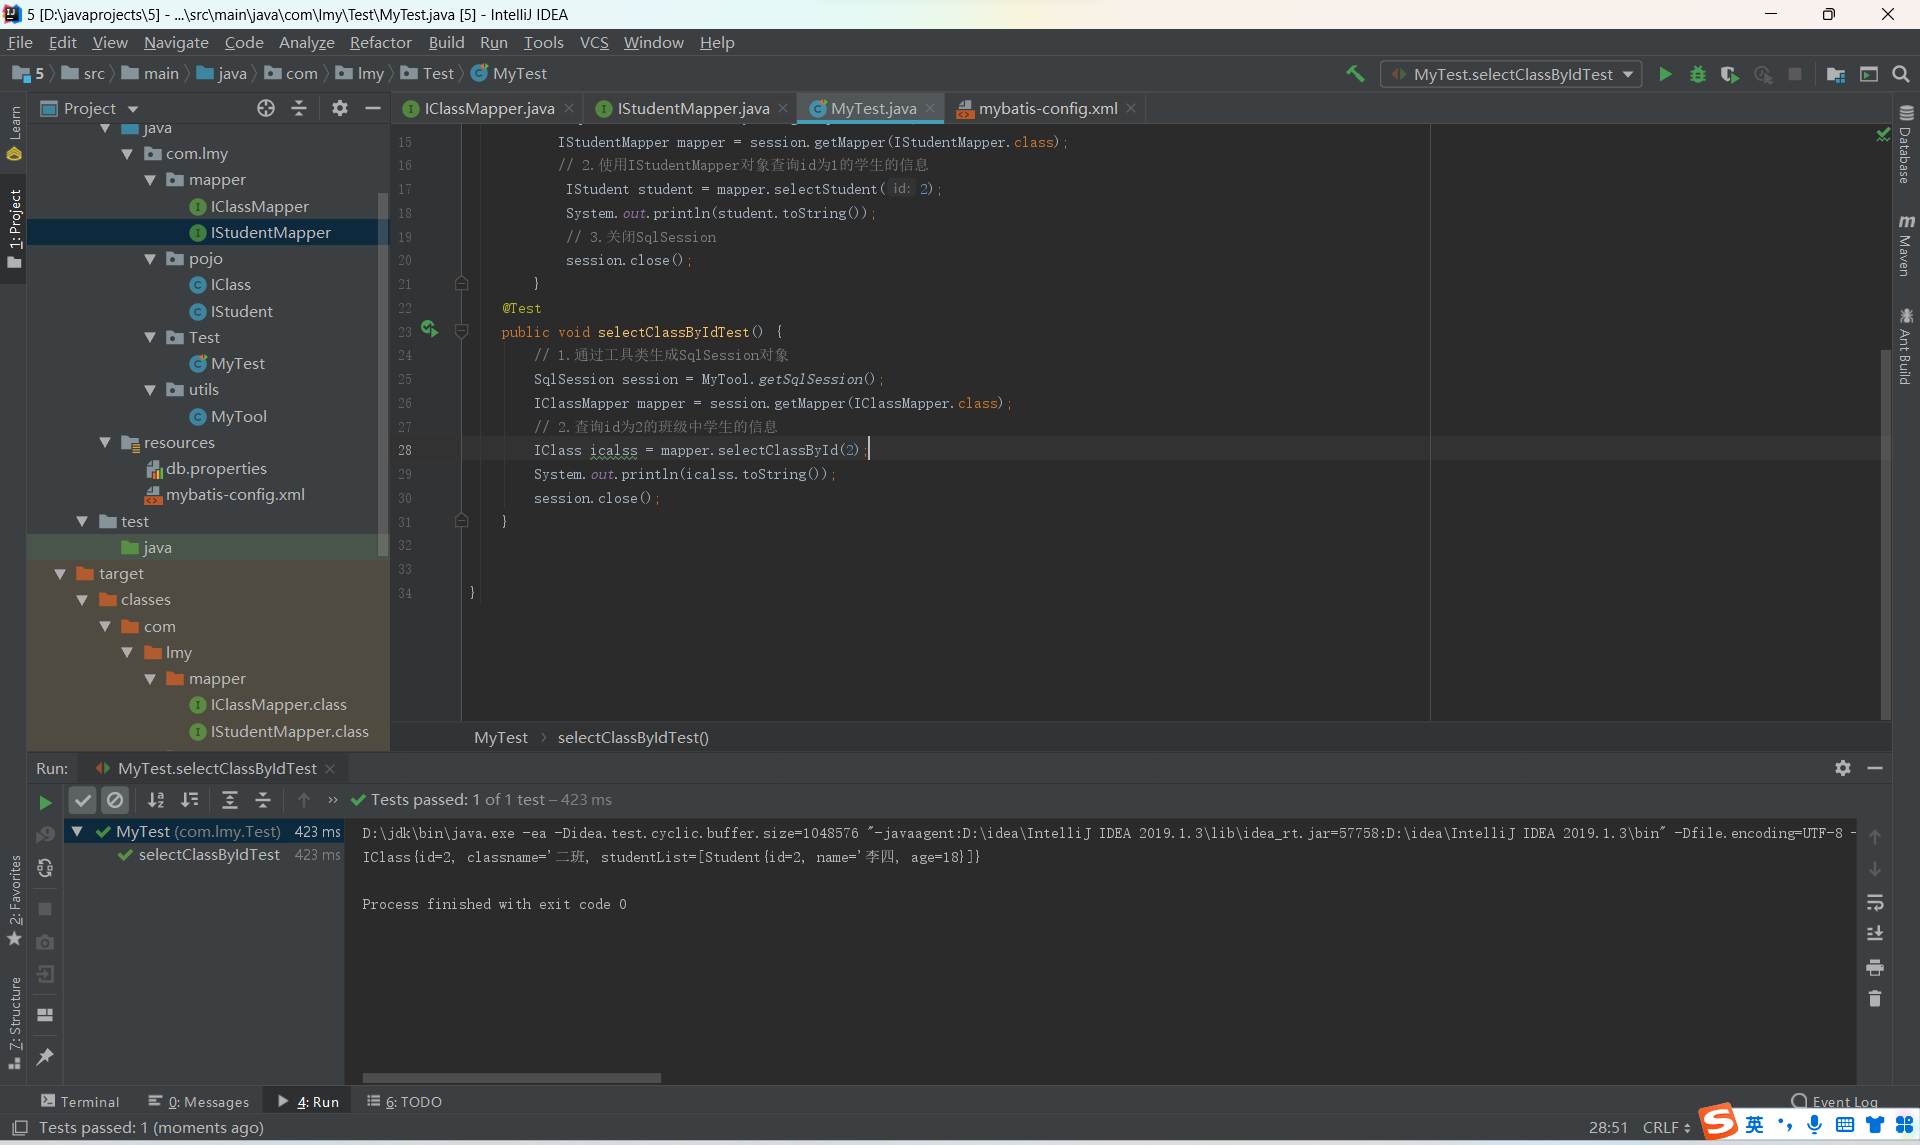 5 [D:\javaprojects\5] - ...\src\main\java\com\lmy\Test\MyTest.java [5] - IntelliJ IDEA
File Edit View Navigate Code Analyze Refactor Build Run Tools VCS Window Help
5 src main java com lmy Test MyTest
MyTest.selectClassByIdTest
Project
IClassMapper.java
IStudentMapper.java
MyTest.java
mybatis-config.xml
Learn
1: Project
2: Favorites
7: Structure
java
com.lmy
mapper
IClassMapper
IStudentMapper
pojo
IClass
IStudent
Test
MyTest
utils
MyTool
resources
db.properties
mybatis-config.xml
test
java
target
classes
com
lmy
mapper
IClassMapper.class
IStudentMapper.class
15 IStudentMapper mapper = session.getMapper(IStudentMapper.class);
16 // 2.使用IStudentMapper对象查询id为1的学生的信息
17 IStudent student = mapper.selectStudent( id: 2);
18 System.out.println(student.toString());
19 // 3.关闭SqlSession
20 session.close();
21 }
22 @Test
23 public void selectClassByIdTest() {
24 // 1.通过工具类生成SqlSession对象
25 SqlSession session = MyTool.getSqlSession();
26 IClassMapper mapper = session.getMapper(IClassMapper.class);
27 // 2.查询id为2的班级中学生的信息
28 IClass icalss = mapper.selectClassById(2);
29 System.out.println(icalss.toString());
30 session.close();
31 }
32
33
34 }
Database
Maven
Ant Build
MyTest selectClassByIdTest()
Run: MyTest.selectClassByIdTest
Tests passed: 1 of 1 test – 423 ms
MyTest (com.lmy.Test) 423 ms
selectClassByIdTest 423 ms
D:\jdk\bin\java.exe -ea -Didea.test.cyclic.buffer.size=1048576 "-javaagent:D:\idea\IntelliJ IDEA 2019.1.3\lib\idea_rt.jar=57758:D:\idea\IntelliJ IDEA 2019.1.3\bin" -Dfile.encoding=UTF-8 -
IClass{id=2, classname='二班, studentList=[Student{id=2, name='李四, age=18}]}
Process finished with exit code 0
Terminal 0: Messages 4: Run 6: TODO Event Log
Tests passed: 1 (moments ago)
28:51 CRLF
英